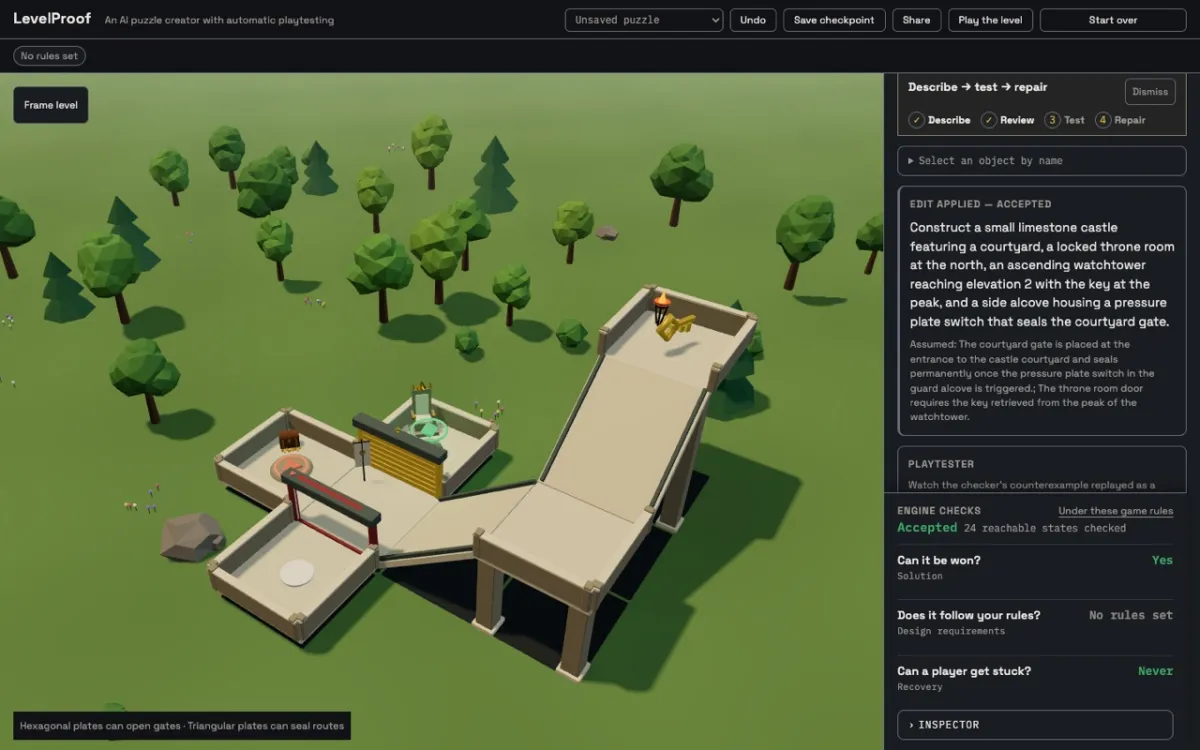 LevelProof An AI puzzle creator with automatic playtesting Unsaved puzzle Undo Save checkpoint Share Play the level Start over
No rules set
Frame level
Describe → test → repair Dismiss
✓ Describe ✓ Review 3 Test 4 Repair
▸ Select an object by name
EDIT APPLIED — ACCEPTED
Construct a small limestone castle
featuring a courtyard, a locked throne room
at the north, an ascending watchtower
reaching elevation 2 with the key at the
peak, and a side alcove housing a pressure
plate switch that seals the courtyard gate.
Assumed: The courtyard gate is placed at the
entrance to the castle courtyard and seals
permanently once the pressure plate switch in the
guard alcove is triggered.; The throne room door
requires the key retrieved from the peak of the
watchtower.
PLAYTESTER
Watch the checker's counterexample replayed as a
ENGINE CHECKS Under these game rules
Accepted 24 reachable states checked
Can it be won? Yes
Solution
Does it follow your rules? No rules set
Design requirements
Can a player get stuck? Never
Recovery
› INSPECTOR
Hexagonal plates can open gates · Triangular plates can seal routes